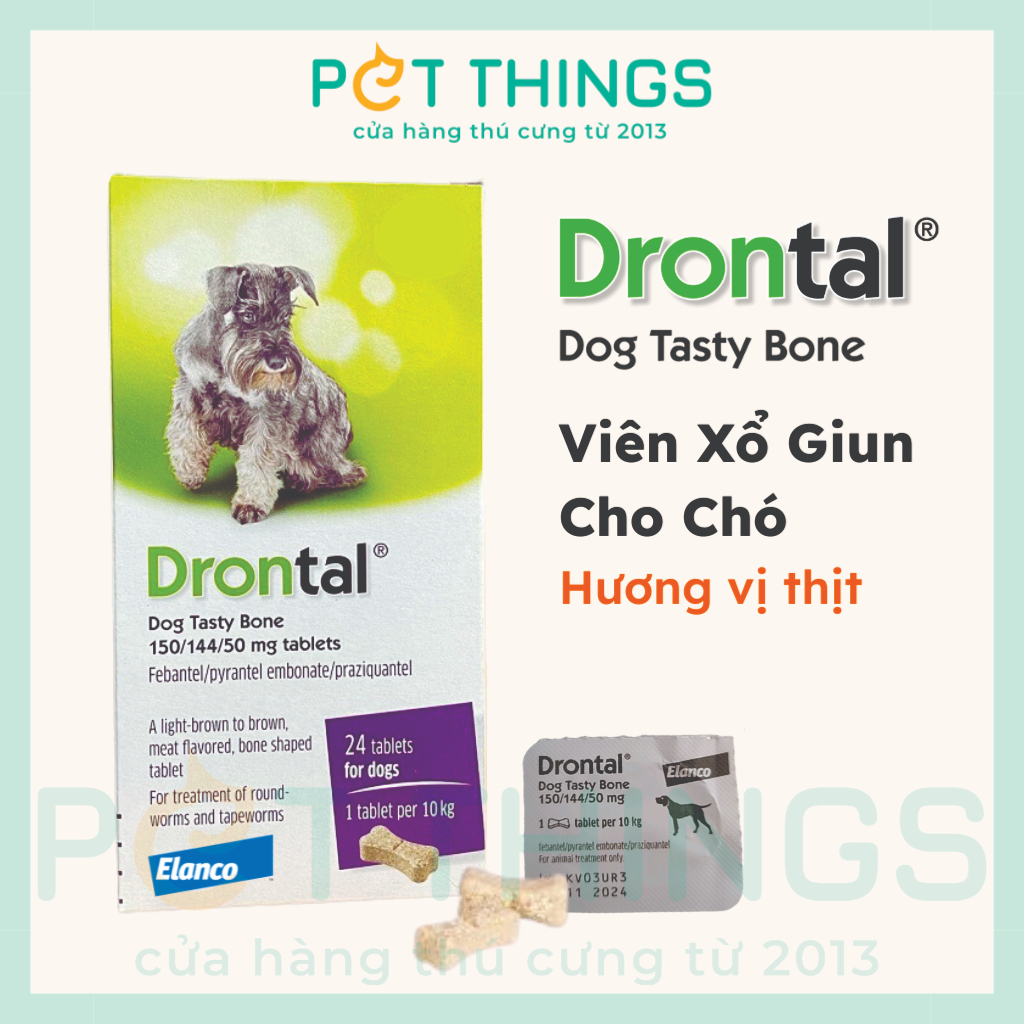 PET THINGS
cửa hàng thú cưng từ 2013
Drontal®
Dog Tasty Bone
Viên Xổ Giun
Cho Chó
Hương vị thịt
Drontal®
Dog Tasty Bone
150/144/50 mg tablets
Febantel/pyrantel embonate/praziquantel
A light-brown to brown,
meat flavored, bone shaped
tablet
For treatment of round-
worms and tapeworms
Elanco
24 tablets
for dogs
1 tablet per 10 kg
Drontal®
Dog Tasty Bone
150/144/50 mg
Elanco
1 tablet per 10 kg
febantel/pyrantel embonate/praziquantel
For animal treatment only.
KV03UR3
11 2024
PET THINGS
cửa hàng thú cưng từ 2013